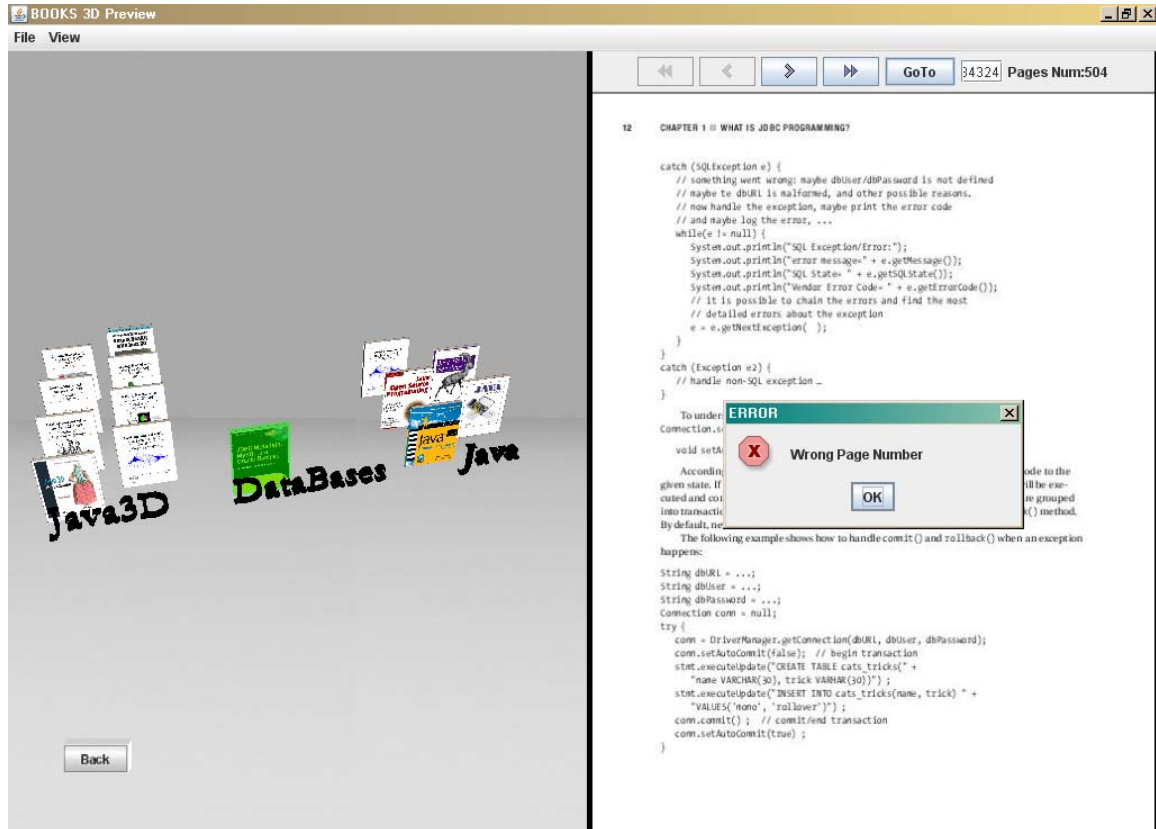 BOOKS 3D Preview
File View
GoTo 34324 Pages Num:504
12 CHAPTER 1 WHAT IS JDBC PROGRAMMING?
catch (SQLException e) {
// something went wrong: maybe dbUser/dbPassword is not defined
// maybe te dbURL is malformed, and other possible reasons.
// now handle the exception, maybe print the error code
// and maybe log the error, ...
while(e != null) {
System.out.println("SQL Exception/Error:");
System.out.println("error message=" + e.getMessage());
System.out.println("SQL State= " + e.getSQLState());
System.out.println("Vendor Error Code= " + e.getErrorCode());
// it is possible to chain the errors and find the most
// detailed errors about the exception
e = e.getNextException( );
}
}
catch (Exception e2) {
// handle non-SQL exception …
}
To under
Connection.s
void set
Accordin
ode to the
given state. If
ill be exe-
cuted and co
re grouped
into transacti
k() method.
By default, ne
The following example shows how to handle commit() and rollback() when an exception
happens:
String dbURL = ...;
String dbUser = ...;
String dbPassword = ...;
Connection conn = null;
try {
conn = DriverManager.getConnection(dbURL, dbUser, dbPassword);
conn.setAutoCommit(false); // begin transaction
stmt.executeUpdate("CREATE TABLE cats_tricks(" +
"name VARCHAR(30), trick VARHAR(30))") ;
stmt.executeUpdate("INSERT INTO cats_tricks(name, trick) " +
"VALUES('mono', 'rollover')") ;
conn.commit() ; // commit/end transaction
conn.setAutoCommit(true) ;
}
ERROR
Wrong Page Number
OK
Java
Open Source
Programming
Java
Java3D
DataBases
Java
Back